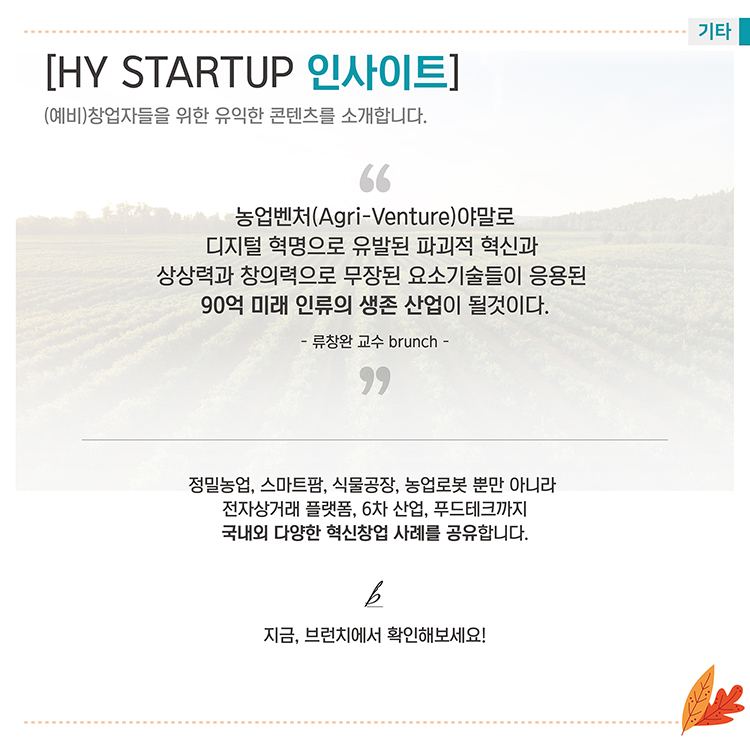 기타
[HY STARTUP 인사이트]
(예비)창업자들을 위한 유익한 콘텐츠를 소개합니다.
“
농업벤처(Agri-Venture)야말로
디지털 혁명으로 유발된 파괴적 혁신과
상상력과 창의력으로 무장된 요소기술들이 응용된
90억 미래 인류의 생존 산업이 될것이다.
- 류창완 교수 brunch -
”
정밀농업, 스마트팜, 식물공장, 농업로봇 뿐만 아니라
전자상거래 플랫폼, 6차 산업, 푸드테크까지
국내외 다양한 혁신창업 사례를 공유합니다.
b
지금, 브런치에서 확인해보세요!